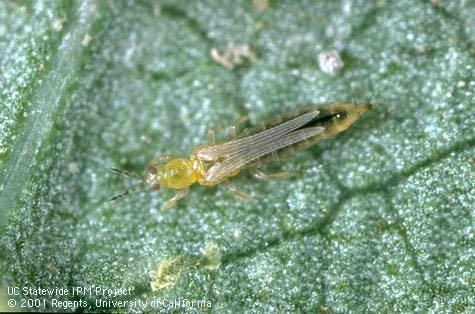 UC Statewide IPM Project
© 2001 Regents, University of California